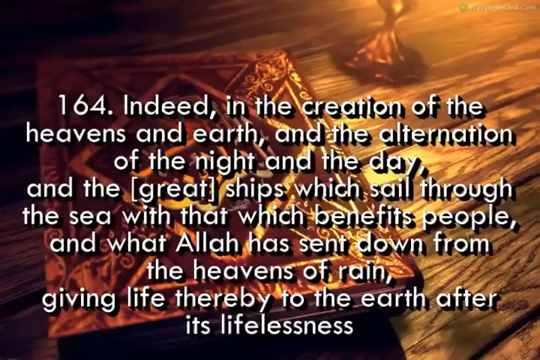 WallpapersUsk.Com
164. Indeed, in the creation of the
heavens and earth, and the alternation
of the night and the day,
and the [great] ships which sail through
the sea with that which benefits people,
and what Allah has sent down from
the heavens of rain,
giving life thereby to the earth after
its lifelessness